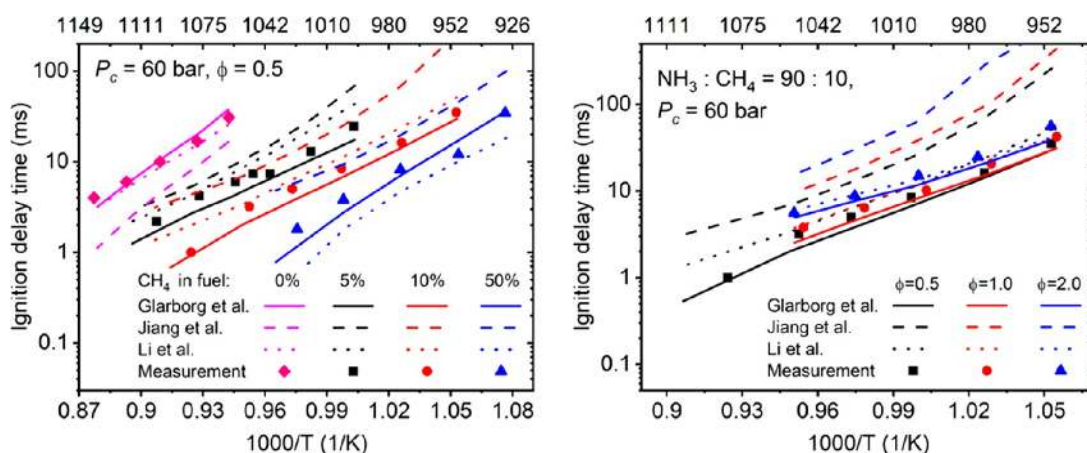 1149 1111 1075 1042 1010 980 952 926
P_c = 60 bar, ϕ = 0.5
100
10
1
0.1
Ignition delay time (ms)
CH₄ in fuel: 0% 5% 10% 50%
Glarborg et al.
Jiang et al.
Li et al.
Measurement
0.87 0.9 0.93 0.96 0.99 1.02 1.05 1.08
1000/T (1/K)
1111 1075 1042 1010 980 952
NH₃ : CH₄ = 90 : 10,
P_c = 60 bar
100
10
1
0.1
Ignition delay time (ms)
ϕ=0.5 ϕ=1.0 ϕ=2.0
Glarborg et al.
Jiang et al.
Li et al.
Measurement
0.9 0.93 0.96 0.99 1.02 1.05
1000/T (1/K)